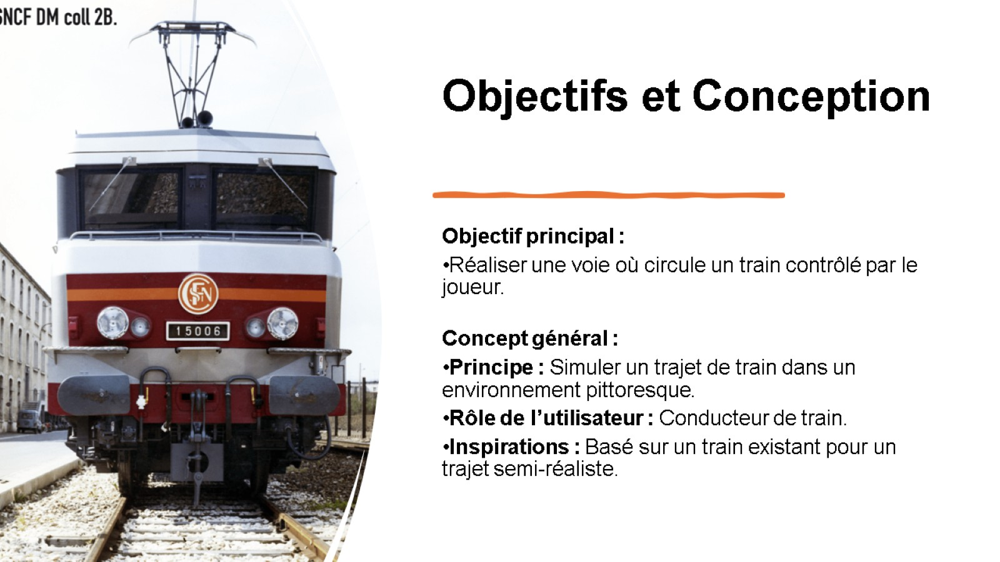 SNCF DM coll 2B.
Objectifs et Conception
SNCF
15006
Objectif principal :
•Réaliser une voie où circule un train contrôlé par le
joueur.
Concept général :
•Principe : Simuler un trajet de train dans un
environnement pittoresque.
•Rôle de l’utilisateur : Conducteur de train.
•Inspirations : Basé sur un train existant pour un
trajet semi-réaliste.